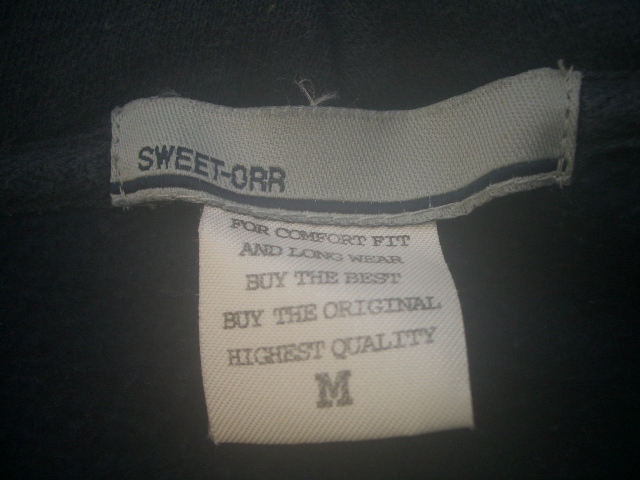 SWEET-ORR
FOR COMFORT FIT
AND LONG WEAR
BUY THE BEST
BUY THE ORIGINAL
HIGHEST QUALITY
M